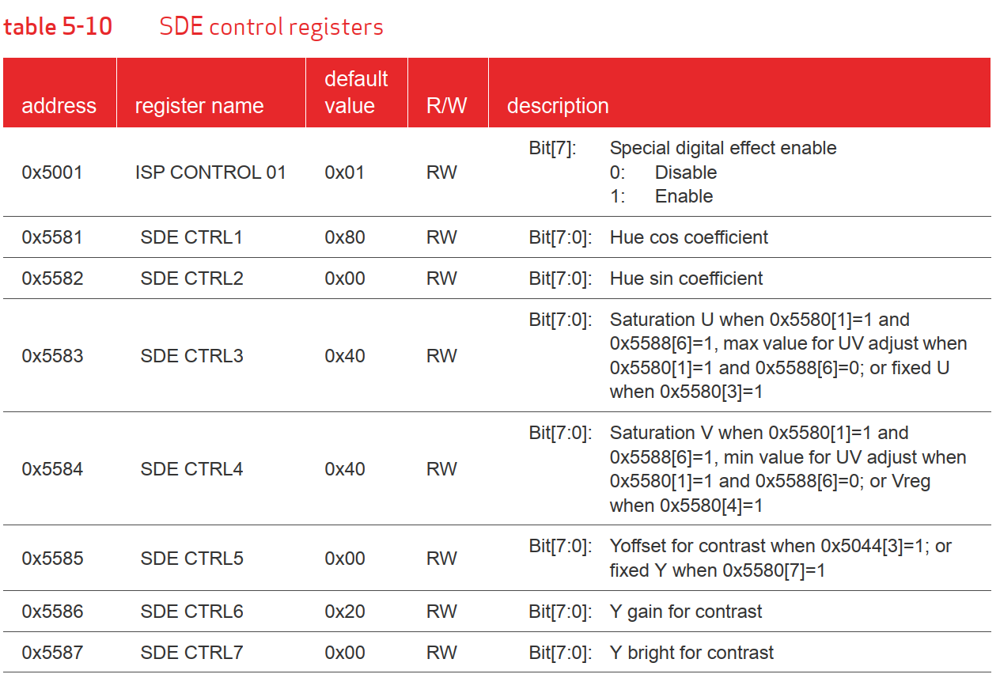 table 5-10 SDE control registers
address register name default value R/W description
0x5001 ISP CONTROL 01 0x01 RW Bit[7]: Special digital effect enable
0: Disable
1: Enable
0x5581 SDE CTRL1 0x80 RW Bit[7:0]: Hue cos coefficient
0x5582 SDE CTRL2 0x00 RW Bit[7:0]: Hue sin coefficient
0x5583 SDE CTRL3 0x40 RW Bit[7:0]: Saturation U when 0x5580[1]=1 and
0x5588[6]=1, max value for UV adjust when
0x5580[1]=1 and 0x5588[6]=0; or fixed U
when 0x5580[3]=1
0x5584 SDE CTRL4 0x40 RW Bit[7:0]: Saturation V when 0x5580[1]=1 and
0x5588[6]=1, min value for UV adjust when
0x5580[1]=1 and 0x5588[6]=0; or Vreg
when 0x5580[4]=1
0x5585 SDE CTRL5 0x00 RW Bit[7:0]: Yoffset for contrast when 0x5044[3]=1; or
fixed Y when 0x5580[7]=1
0x5586 SDE CTRL6 0x20 RW Bit[7:0]: Y gain for contrast
0x5587 SDE CTRL7 0x00 RW Bit[7:0]: Y bright for contrast